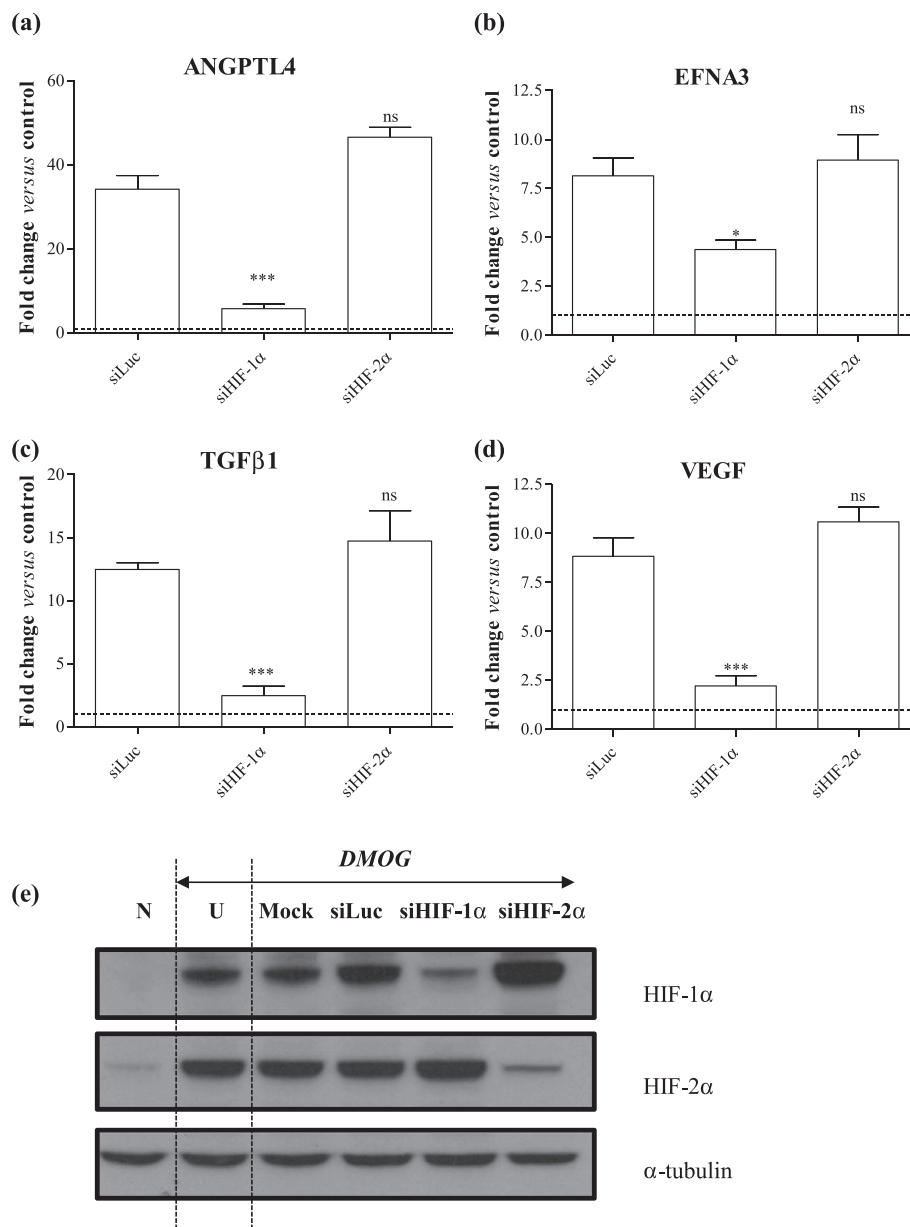 (a)
ANGPTL4
Fold change versus control
60
40
20
0
***
ns
siLuc
siHIF-1α
siHIF-2α
(b)
EFNA3
Fold change versus control
12.5
10.0
7.5
5.0
2.5
0.0
*
ns
siLuc
siHIF-1α
siHIF-2α
(c)
TGFβ1
Fold change versus control
20
15
10
5
0
***
ns
siLuc
siHIF-1α
siHIF-2α
(d)
VEGF
Fold change versus control
12.5
10.0
7.5
5.0
2.5
0.0
***
ns
siLuc
siHIF-1α
siHIF-2α
(e)
DMOG
N U Mock siLuc siHIF-1α siHIF-2α
HIF-1α
HIF-2α
α-tubulin